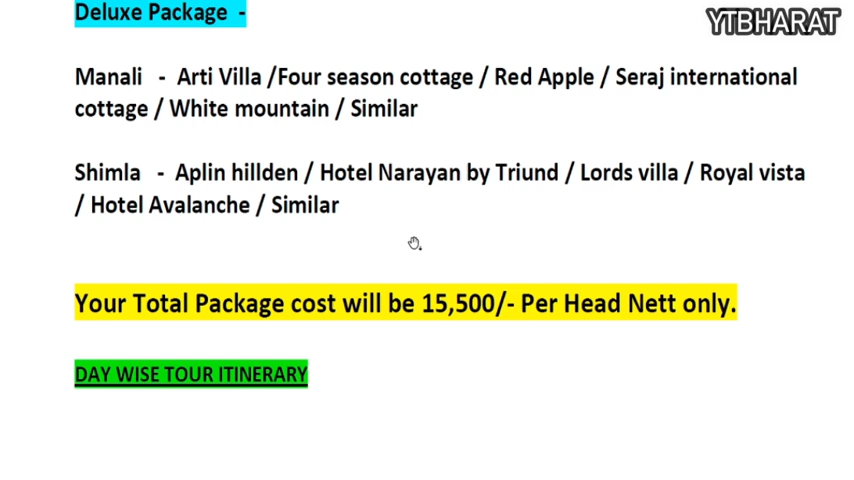 Deluxe Package -
YTBHARAT
Manali - Arti Villa /Four season cottage / Red Apple / Seraj international
cottage / White mountain / Similar
Shimla - Aplin hillden / Hotel Narayan by Triund / Lords villa / Royal vista
/ Hotel Avalanche / Similar
Your Total Package cost will be 15,500/- Per Head Nett only.
DAY WISE TOUR ITINERARY